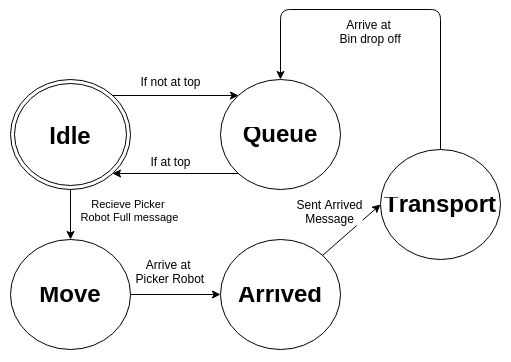 Arrive at
Bin drop off
If not at top
Idle
Queue
If at top
Recieve Picker
Robot Full message
Sent Arrived
Message
Transport
Arrive at
Picker Robot
Move
Arrived